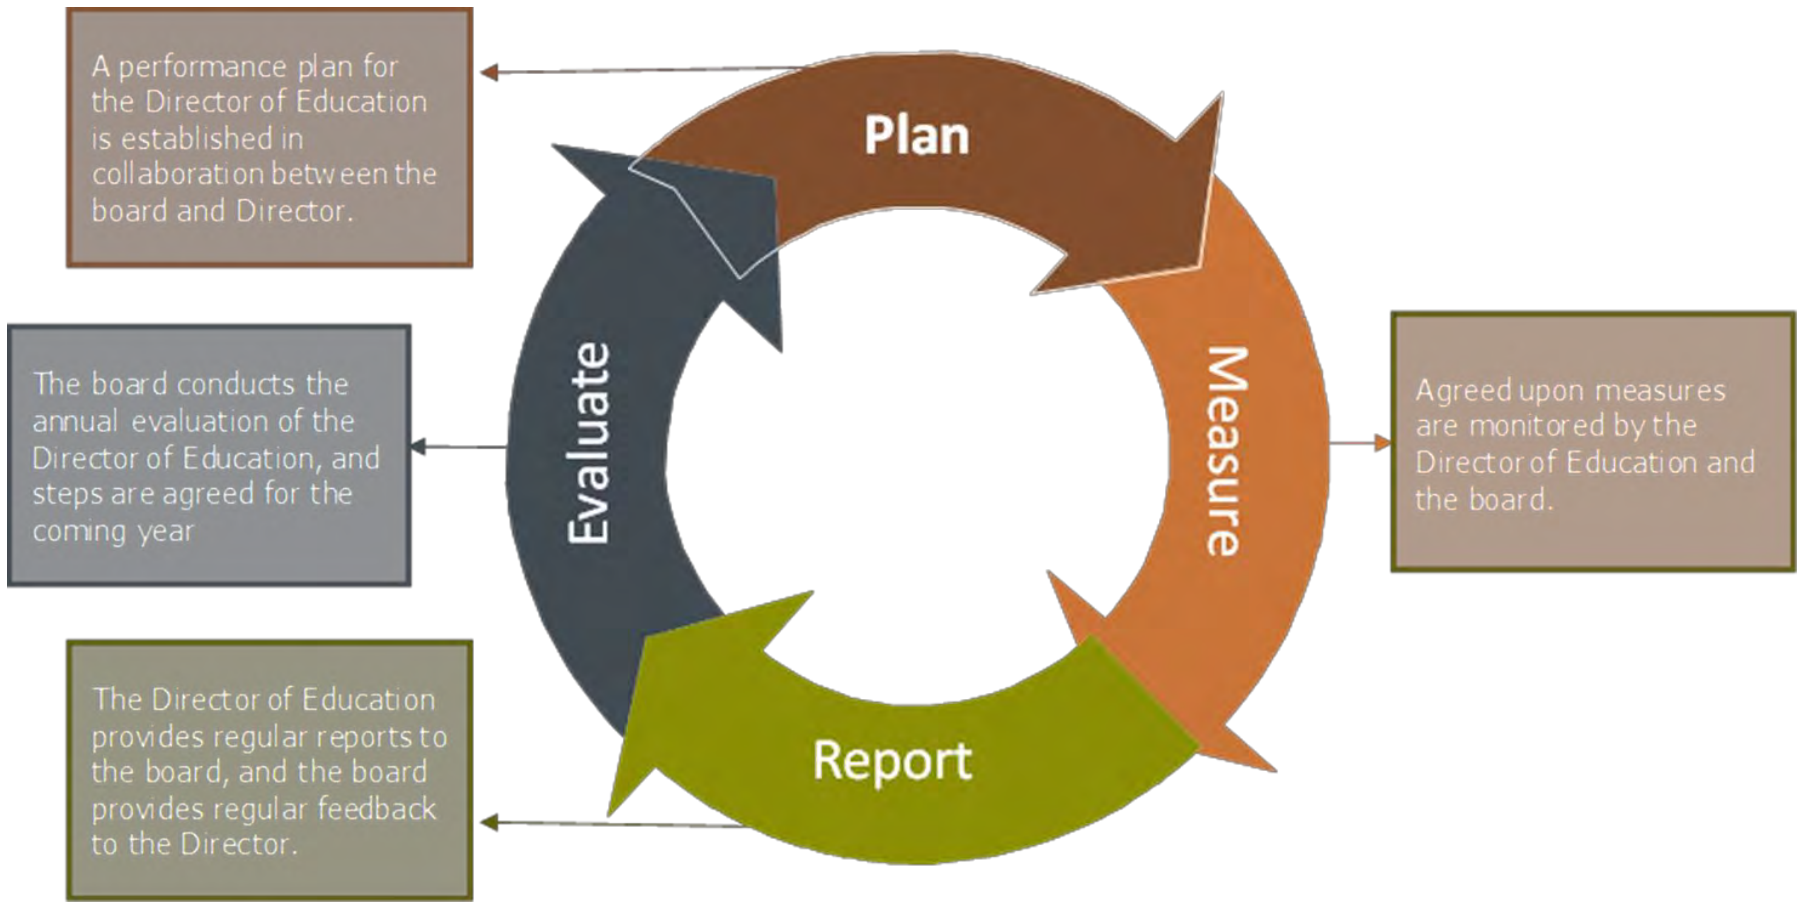 A performance plan for
the Director of Education
is established in
collaboration between the
board and Director.
Plan
Measure
Agreed upon measures
are monitored by the
Director of Education and
the board.
Report
The Director of Education
provides regular reports to
the board, and the board
provides regular feedback
to the Director.
Evaluate
The board conducts the
annual evaluation of the
Director of Education, and
steps are agreed for the
coming year